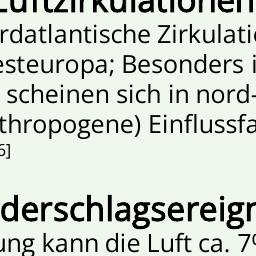 Luftzirkulationen
rdatlantische Zirkulati
esteuropa; Besonders i
scheinen sich in nord-
thropogene) Einflussfa
6]
derschlagsereign
ung kann die Luft ca. 7